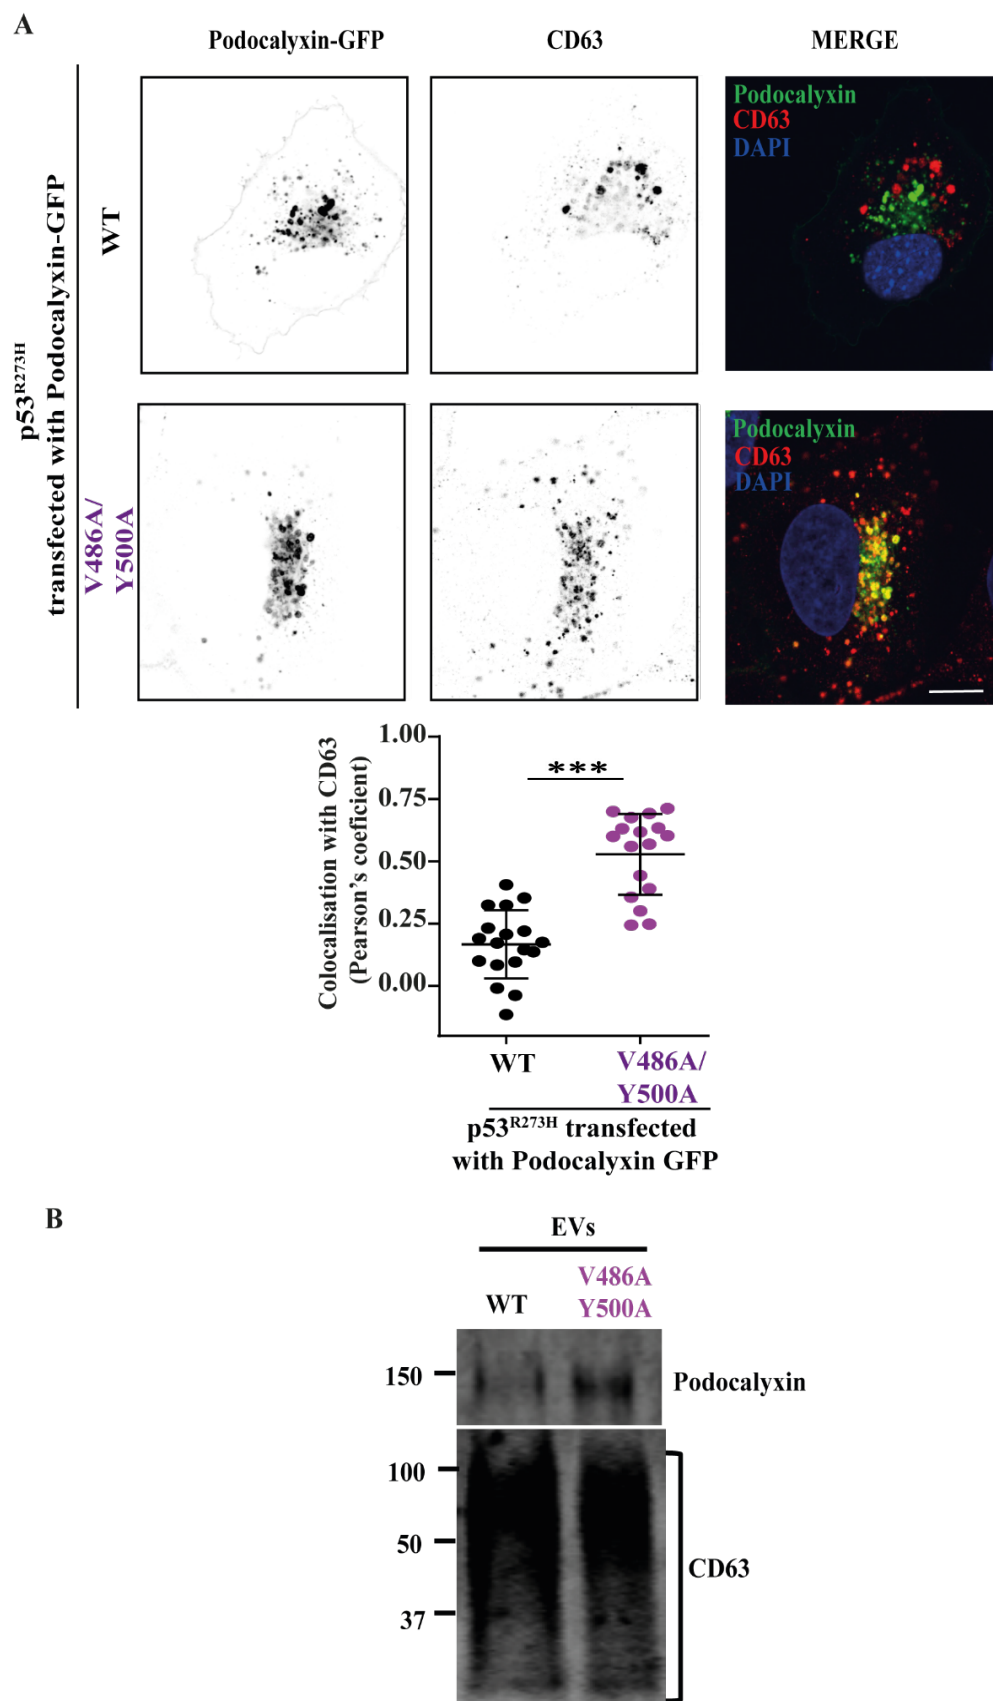 A
Podocalyxin-GFP
CD63
MERGE
p53R273H
transfected with Podocalyxin-GFP
WT
Podocalyxin
CD63
DAPI
V486A/
Y500A
Podocalyxin
CD63
DAPI
Colocalisation with CD63
(Pearson's coeficient)
1.00
0.75
0.50
0.25
0.00
***
WT
V486A/
Y500A
p53R273H transfected
with Podocalyxin GFP
B
EVs
WT
V486A
Y500A
150
Podocalyxin
100
50
37
CD63